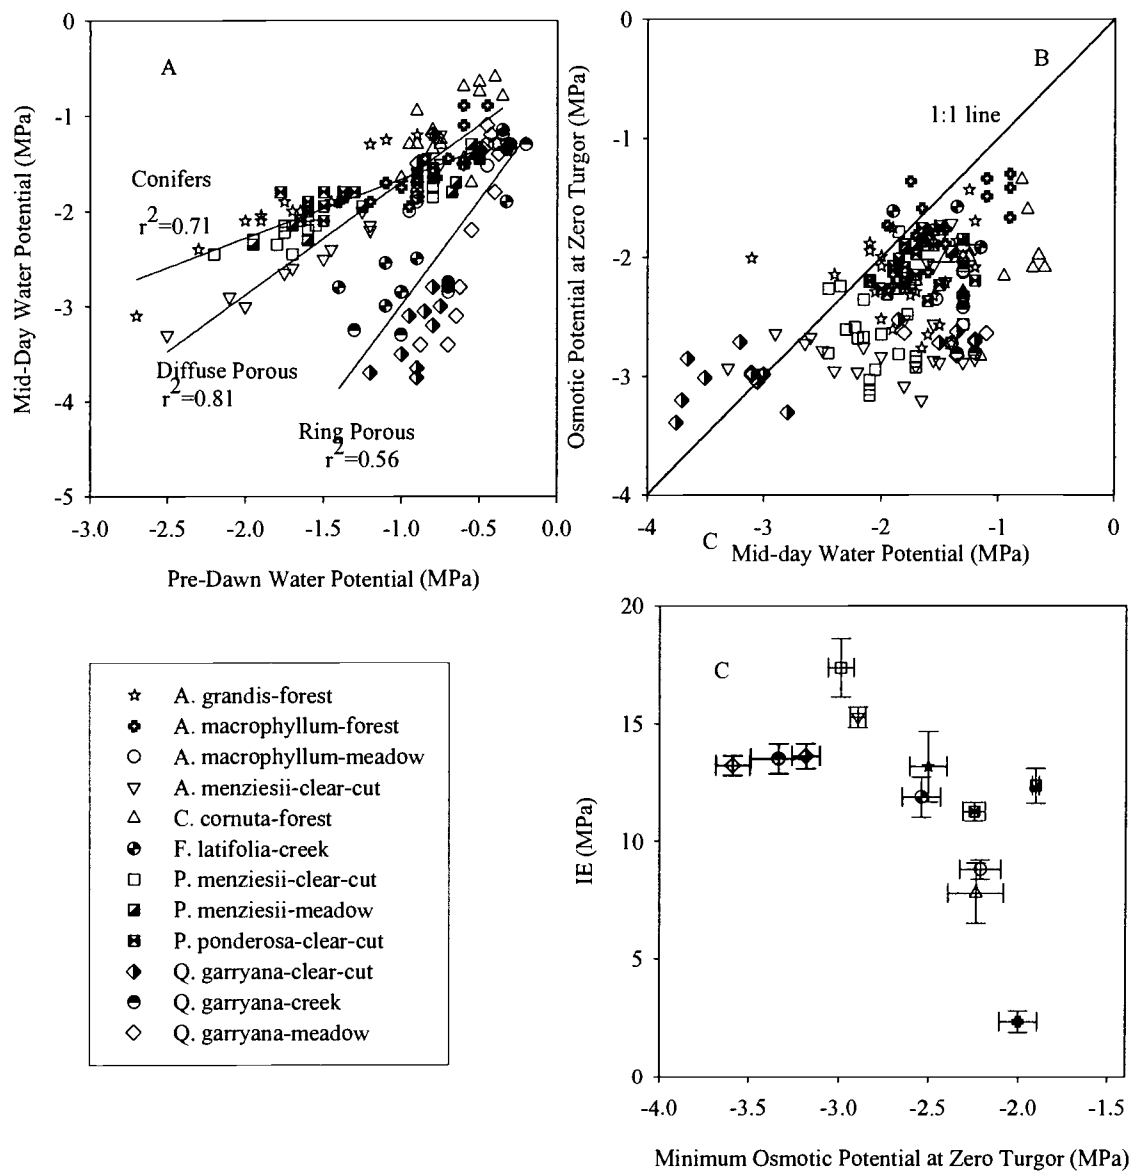 0
-1
-2
-3
-4
-5
Mid-Day Water Potential (MPa)
A
Conifers
r2=0.71
Diffuse Porous
r2=0.81
Ring Porous
r2=0.56
-3.0 -2.5 -2.0 -1.5 -1.0 -0.5 0.0
Pre-Dawn Water Potential (MPa)
0
-1
-2
-3
-4
Osmotic Potential at Zero Turgor (MPa)
B
1:1 line
-4 -3 -2 -1 0
C Mid-day Water Potential (MPa)
A. grandis-forest
A. macrophyllum-forest
A. macrophyllum-meadow
A. menziesii-clear-cut
C. cornuta-forest
F. latifolia-creek
P. menziesii-clear-cut
P. menziesii-meadow
P. ponderosa-clear-cut
Q. garryana-clear-cut
Q. garryana-creek
Q. garryana-meadow
20
15
10
5
0
IE (MPa)
C
-4.0 -3.5 -3.0 -2.5 -2.0 -1.5
Minimum Osmotic Potential at Zero Turgor (MPa)